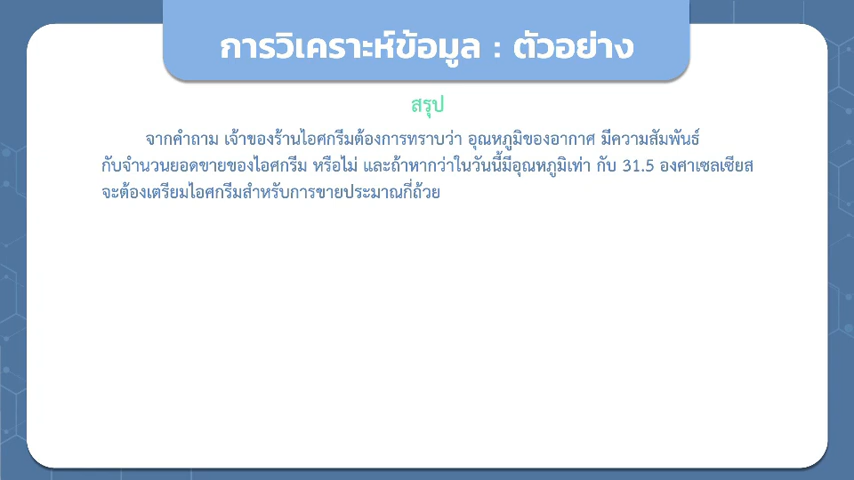 การวิเคราะห์ข้อมูล : ตัวอย่าง
สรุป
จากคำถาม เจ้าของร้านไอศกรีมต้องการทราบว่า อุณหภูมิของอากาศ มีความสัมพันธ์
กับจำนวนยอดขายของไอศกรีม หรือไม่ และถ้าหากว่าในวันนี้มีอุณหภูมิเท่า กับ 31.5 องศาเซลเซียส
จะต้องเตรียมไอศกรีมสำหรับการขายประมาณกี่ถ้วย